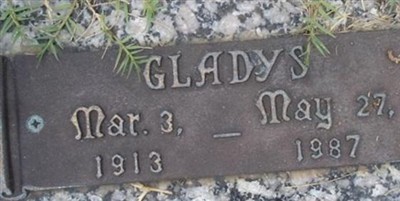 GLADYS
Mar. 3, — May 27,
1913 1987